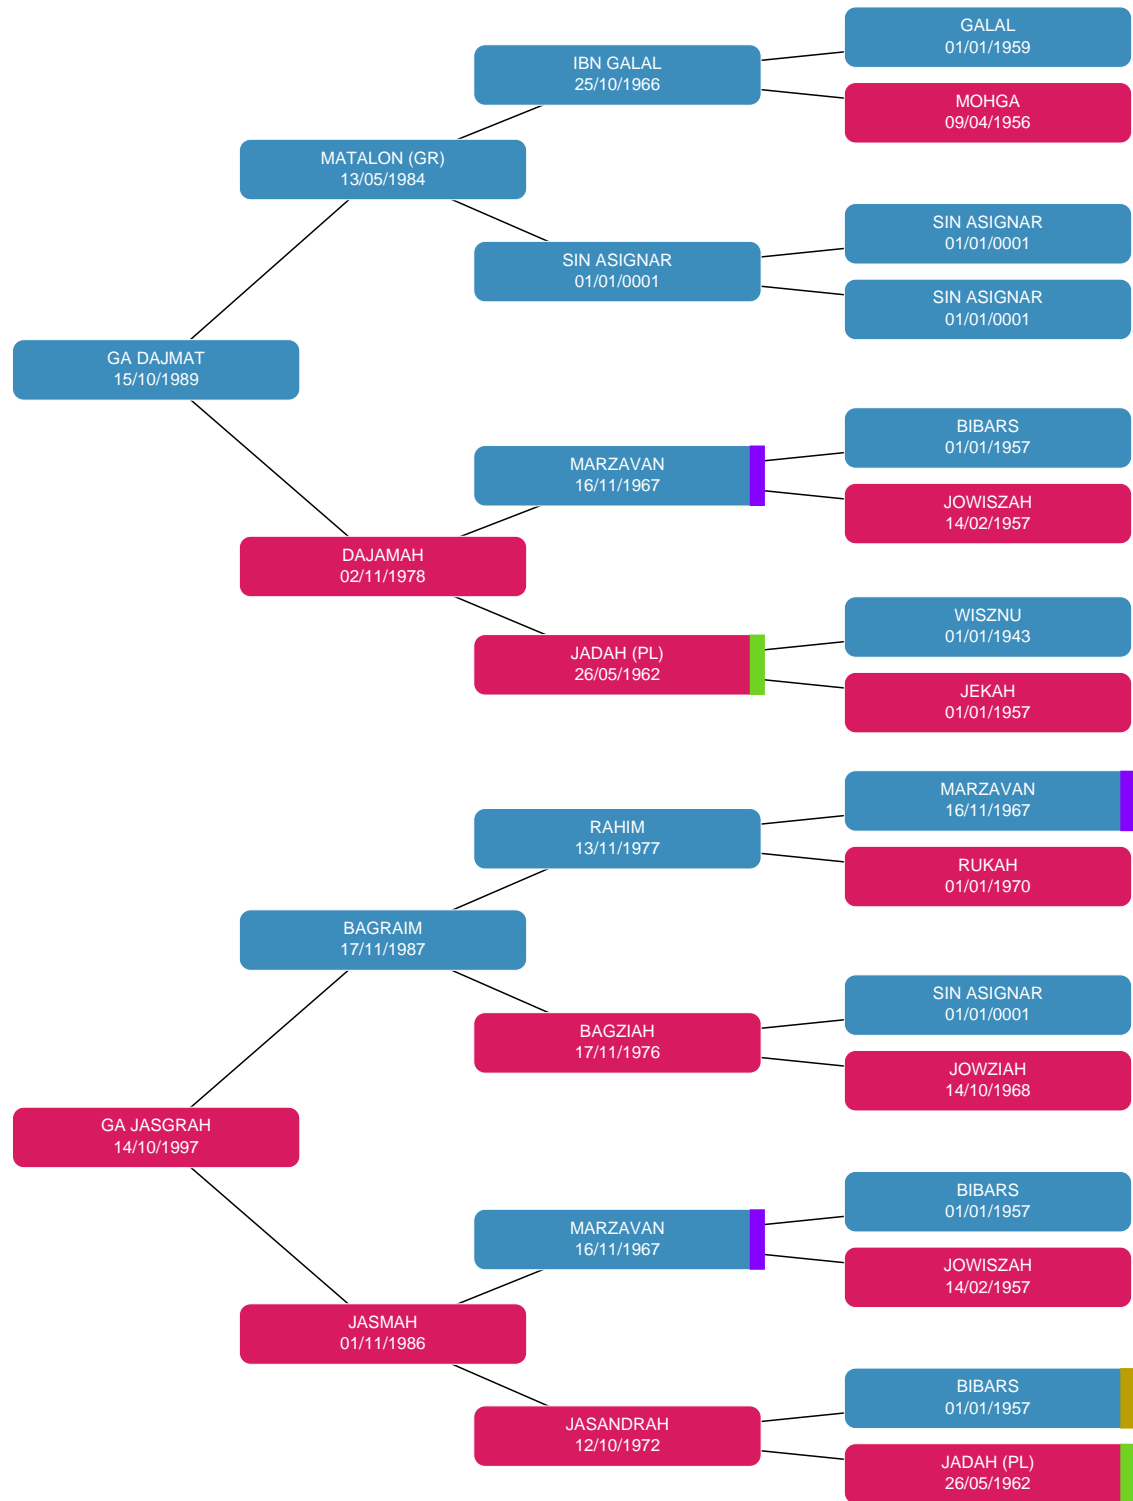 GALAL
01/01/1959
IBN GALAL
25/10/1966
MOHGA
09/04/1956
MATALON (GR)
13/05/1984
SIN ASIGNAR
01/01/0001
SIN ASIGNAR
01/01/0001
SIN ASIGNAR
01/01/0001
GA DAJMAT
15/10/1989
BIBARS
01/01/1957
MARZAVAN
16/11/1967
JOWISZAH
14/02/1957
DAJAMAH
02/11/1978
WISZNU
01/01/1943
JADAH (PL)
26/05/1962
JEKAH
01/01/1957
MARZAVAN
16/11/1967
RAHIM
13/11/1977
RUKAH
01/01/1970
BAGRAIM
17/11/1987
SIN ASIGNAR
01/01/0001
BAGZIAH
17/11/1976
JOWZIAH
14/10/1968
GA JASGRAH
14/10/1997
BIBARS
01/01/1957
MARZAVAN
16/11/1967
JOWISZAH
14/02/1957
JASMAH
01/11/1986
BIBARS
01/01/1957
JASANDRAH
12/10/1972
JADAH (PL)
26/05/1962